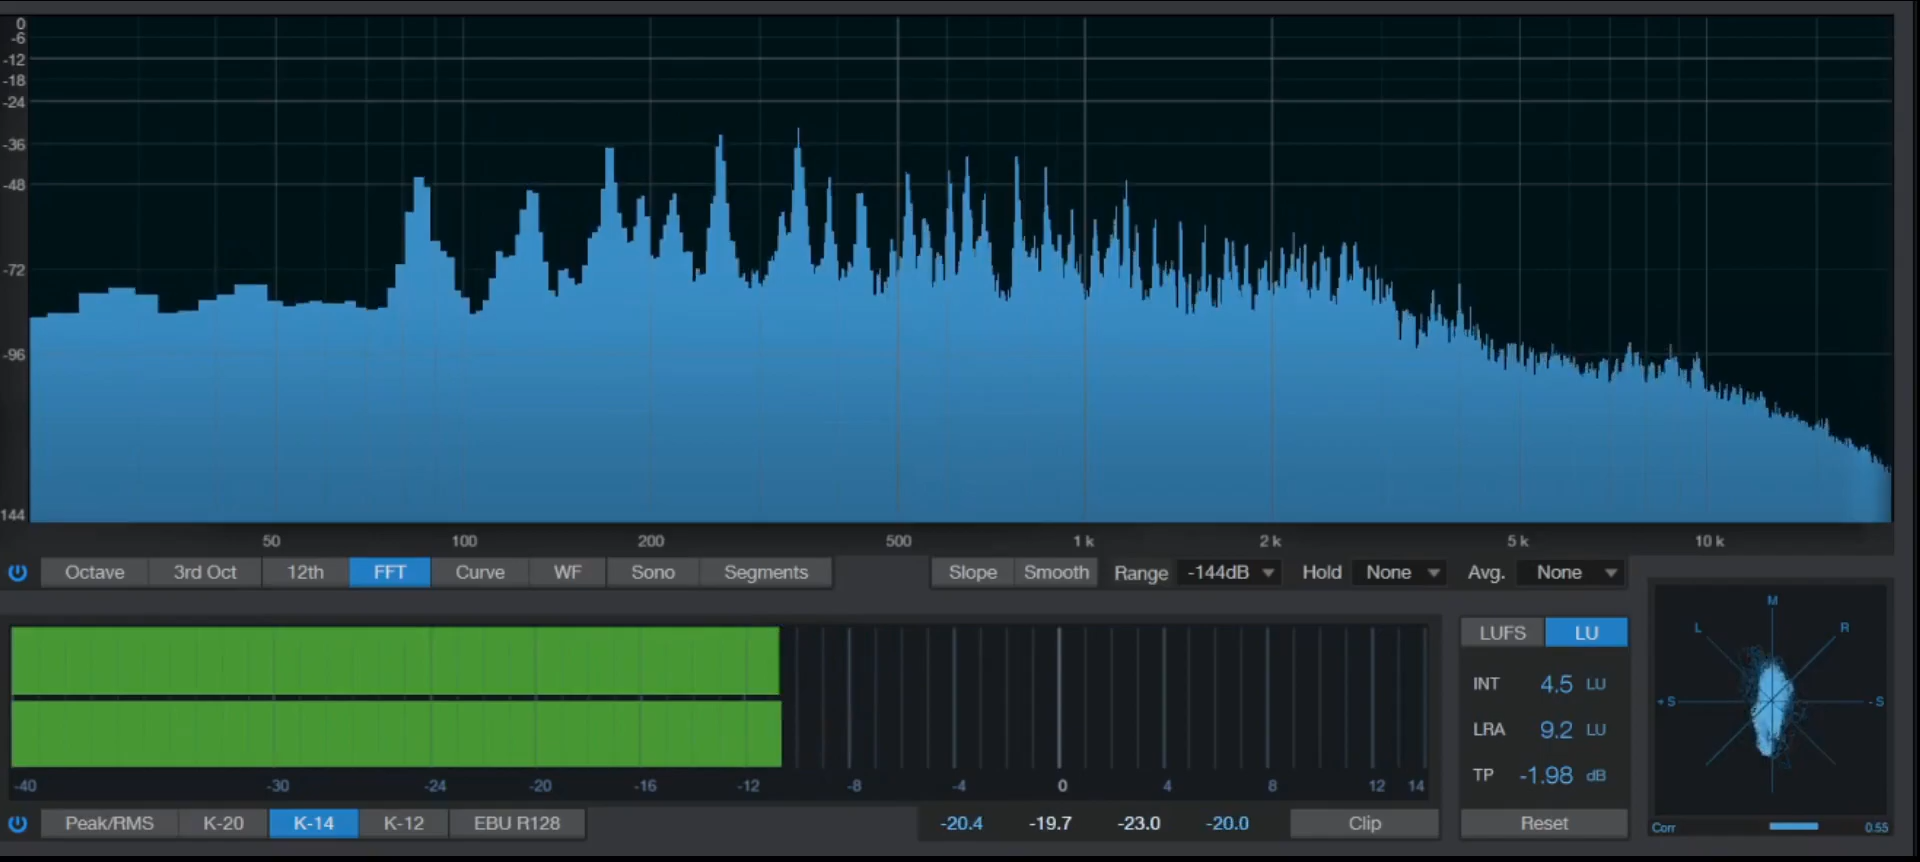 0
-6
-12
-18
-24
-36
-48
-72
-96
144
50 100 200 500 1 k 2 k 5 k 10 k
Octave 3rd Oct 12th FFT Curve WF Sono Segments Slope Smooth Range -144dB Hold None Avg. None
M
L R
+S -S
Corr 0.55
LUFS LU
INT 4.5 LU
LRA 9.2 LU
TP -1.98 dB
Reset
-40 -30 -24 -20 -16 -12 -8 -4 0 4 8 12 14
Peak/RMS K-20 K-14 K-12 EBU R128 -20.4 -19.7 -23.0 -20.0 Clip